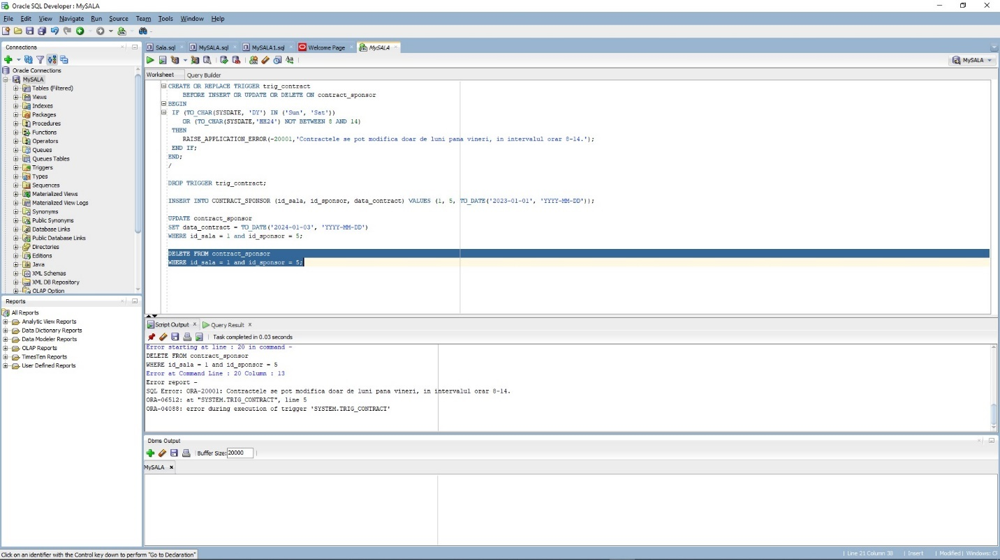 Oracle SQL Developer : MySALA
File Edit View Navigate Run Source Team Tools Window Help
Connections
Oracle Connections
MySALA
Tables (Filtered)
Views
Indexes
Packages
Procedures
Functions
Operators
Queues
Queues Tables
Triggers
Types
Sequences
Materialized Views
Materialized View Logs
Synonyms
Public Synonyms
Database Links
Public Database Links
Directories
Editions
Java
XML Schemas
XML DB Repository
OLAP Option
Reports
All Reports
Analytic View Reports
Data Dictionary Reports
Data Modeler Reports
OLAP Reports
TimesTen Reports
User Defined Reports
Sala.sql MySALA.sql MySALA1.sql Welcome Page MySALA
MySALA
Worksheet Query Builder
CREATE OR REPLACE TRIGGER trig_contract
BEFORE INSERT OR UPDATE OR DELETE ON contract_sponsor
BEGIN
IF (TO_CHAR(SYSDATE, 'DY') IN ('Sun', 'Sat'))
OR (TO_CHAR(SYSDATE,'HH24') NOT BETWEEN 8 AND 14)
THEN
RAISE_APPLICATION_ERROR(-20001,'Contractele se pot modifica doar de luni pana vineri, in intervalul orar 8-14.');
END IF;
END;
/
DROP TRIGGER trig_contract;
INSERT INTO CONTRACT_SPONSOR (id_sala, id_sponsor, data_contract) VALUES (1, 5, TO_DATE('2023-01-01', 'YYYY-MM-DD'));
UPDATE contract_sponsor
SET data_contract = TO_DATE('2024-01-03', 'YYYY-MM-DD')
WHERE id_sala = 1 and id_sponsor = 5;
DELETE FROM contract_sponsor
WHERE id_sala = 1 and id_sponsor = 5;
Script Output x Query Result x
Task completed in 0.03 seconds
Error starting at line : 20 in command -
DELETE FROM contract_sponsor
WHERE id_sala = 1 and id_sponsor = 5
Error at Command Line : 20 Column : 13
Error report -
SQL Error: ORA-20001: Contractele se pot modifica doar de luni pana vineri, in intervalul orar 8-14.
ORA-06512: at "SYSTEM.TRIG_CONTRACT", line 5
ORA-04088: error during execution of trigger 'SYSTEM.TRIG_CONTRACT'
Dbms Output
Buffer Size: 20000
MySALA x
Click on an identifier with the Control key down to perform "Go to Declaration"
Line 21 Column 38 Insert Modified Windows: Cl